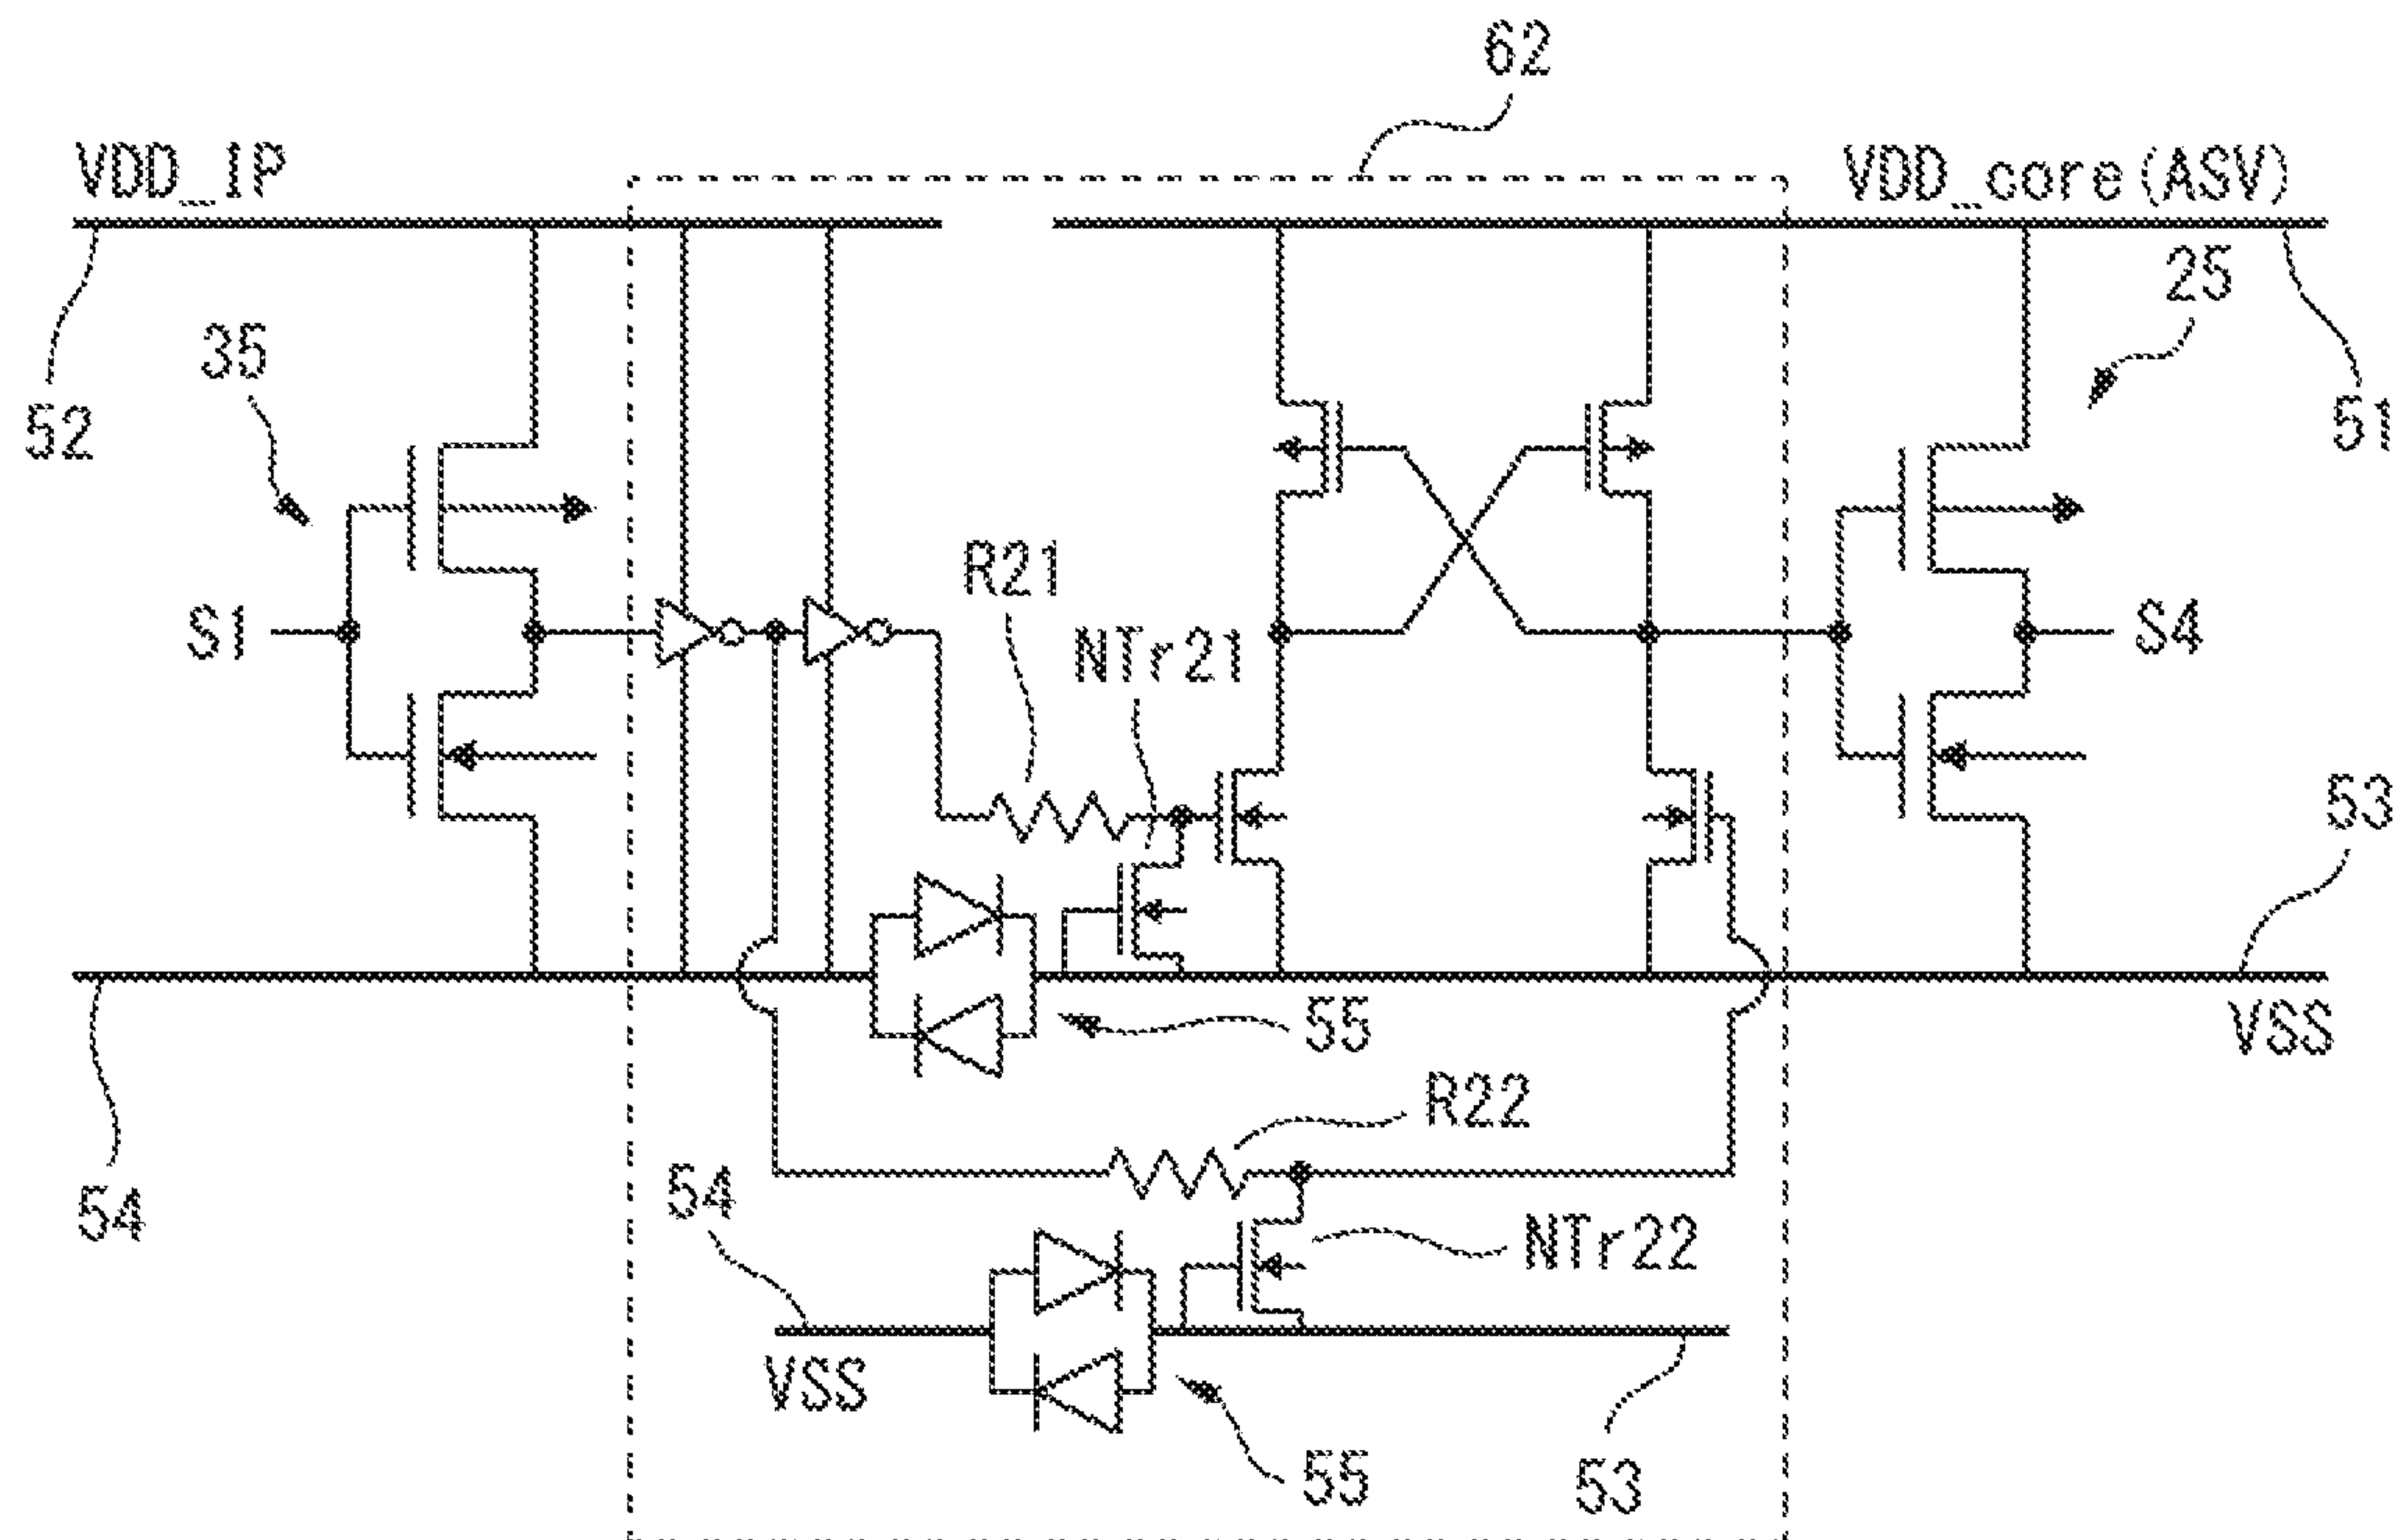 62
VDD_IP
VDD_core(ASV)
25
35
52
51
R21
S1
NTr21
S4
53
55
VSS
R22
54
54
NTr22
VSS
55
53